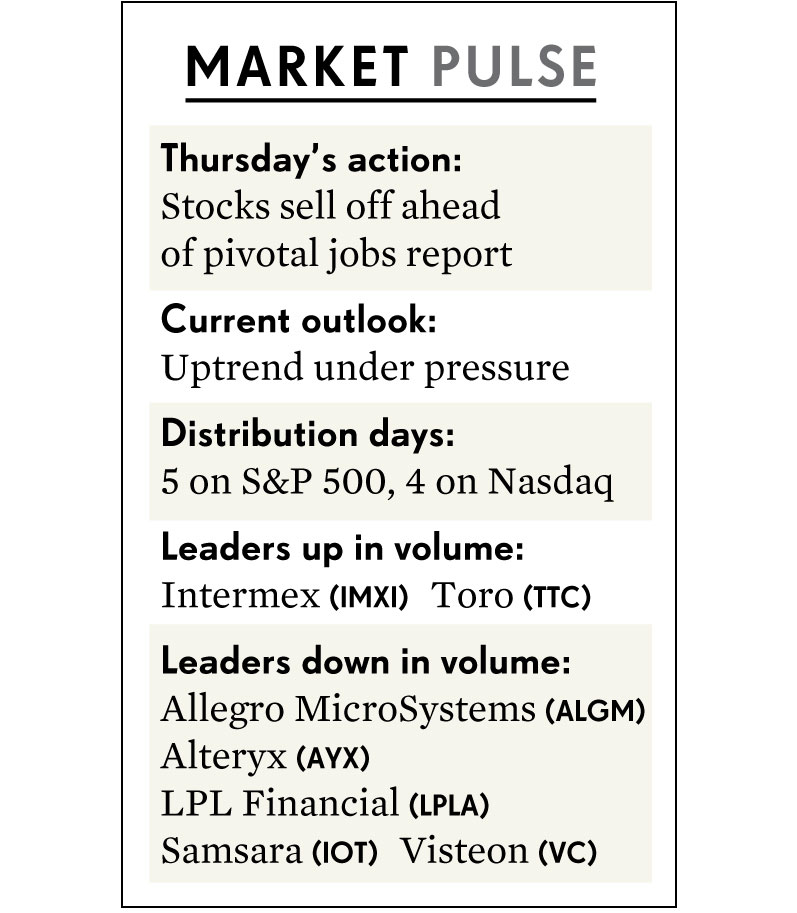 MARKET PULSE
Thursday's action:
Stocks sell off ahead
of pivotal jobs report
Current outlook:
Uptrend under pressure
Distribution days:
5 on S&P 500, 4 on Nasdaq
Leaders up in volume:
Intermex (IMXI) Toro (TTC)
Leaders down in volume:
Allegro MicroSystems (ALGM)
Alteryx (AYX)
LPL Financial (LPLA)
Samsara (IOT) Visteon (VC)